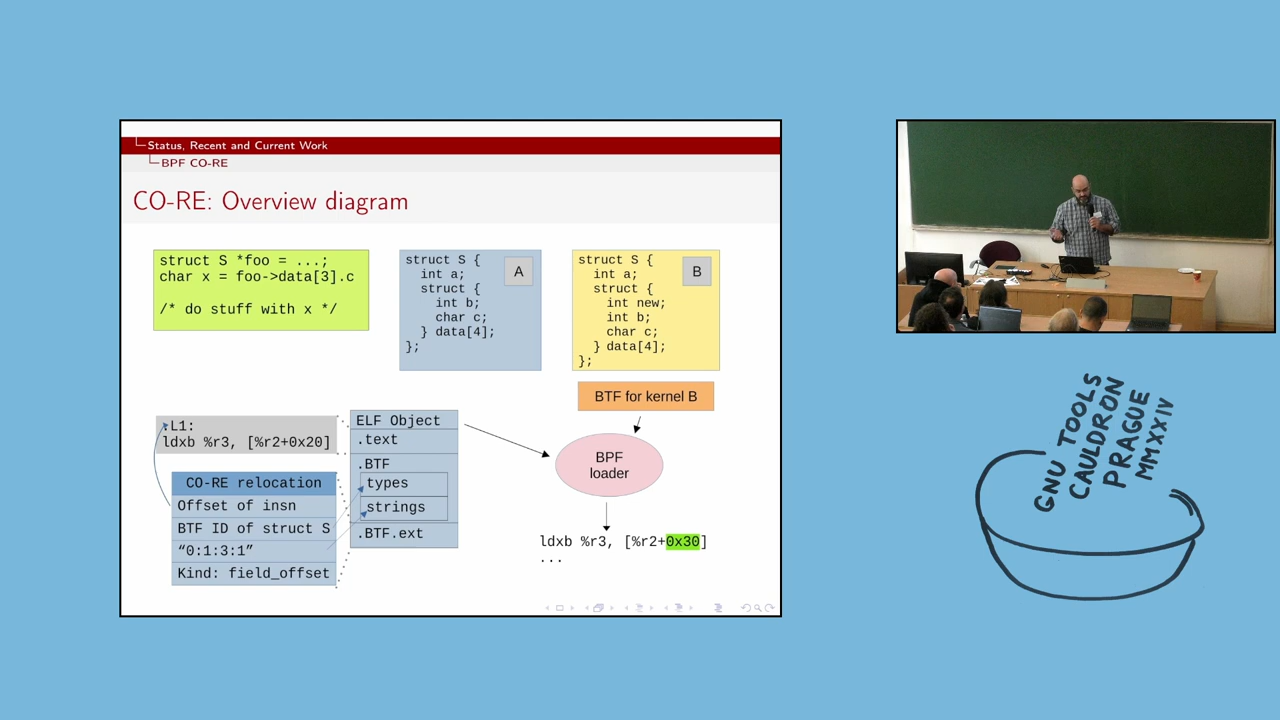 Status, Recent and Current Work
BPF CO-RE
CO-RE: Overview diagram
struct S *foo = ...;
char x = foo->data[3].c
/* do stuff with x */
struct S {
int a;
struct {
int b;
char c;
} data[4];
};
A
struct S {
int a;
struct {
int new;
int b;
char c;
} data[4];
};
B
BTF for kernel B
.L1:
ldxb %r3, [%r2+0x20]
CO-RE relocation
Offset of insn
BTF ID of struct S
“0:1:3:1”
Kind: field_offset
ELF Object
.text
.BTF
types
strings
.BTF.ext
BPF
loader
ldxb %r3, [%r2+0x30]
...
GNU TOOLS
CAULDRON
PRAGUE
MMXXIV